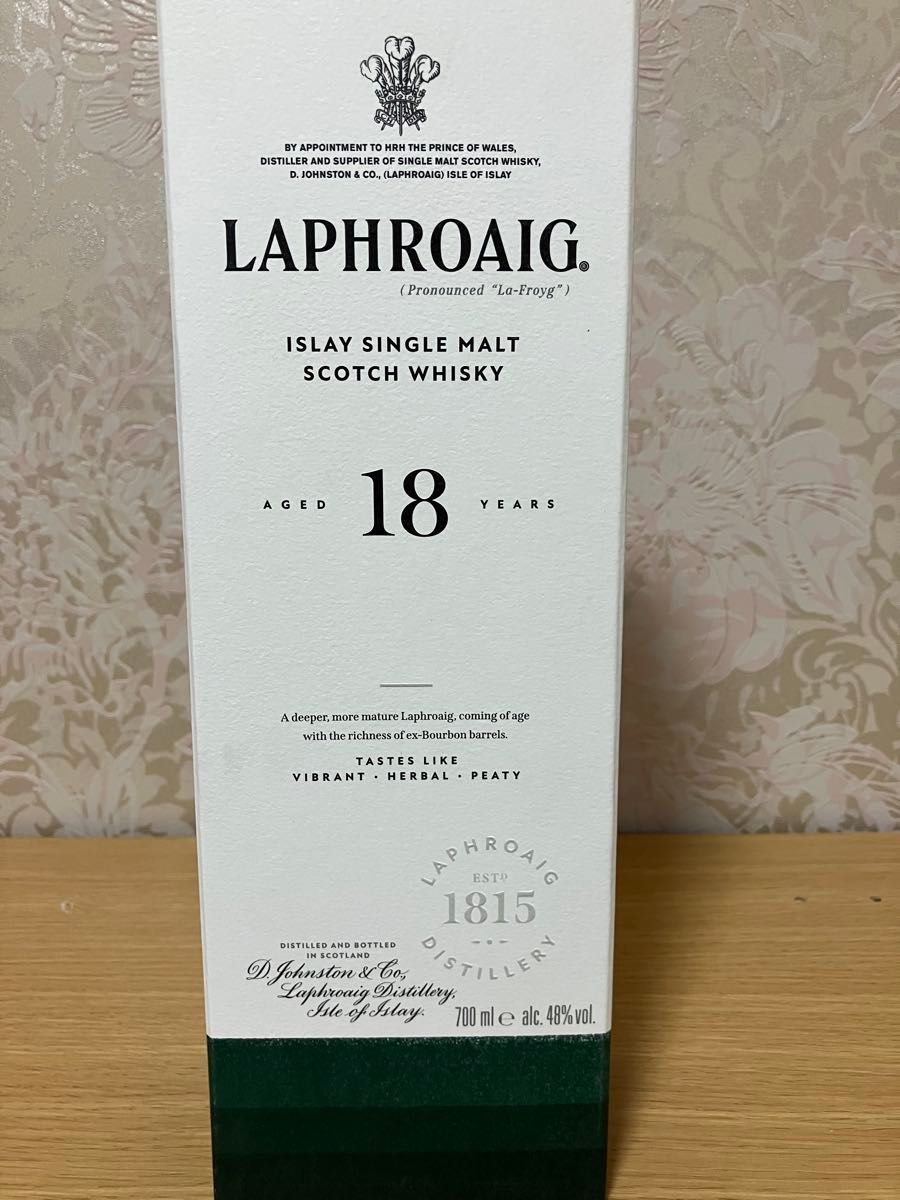 BY APPOINTMENT TO HRH THE PRINCE OF WALES,
DISTILLER AND SUPPLIER OF SINGLE MALT SCOTCH WHISKY,
D. JOHNSTON & CO., (LAPHROAIG) ISLE OF ISLAY
LAPHROAIG®
(Pronounced “La-Froyg”)
ISLAY SINGLE MALT
SCOTCH WHISKY
AGED 18 YEARS
A deeper, more mature Laphroaig, coming of age
with the richness of ex-Bourbon barrels.
TASTES LIKE
VIBRANT · HERBAL · PEATY
LAPHROAIG
ESTD
1815
DISTILLERY
DISTILLED AND BOTTLED
IN SCOTLAND
D. Johnston & Co.,
Laphroaig Distillery,
Isle of Islay.
700 ml ℮ alc. 48% vol.